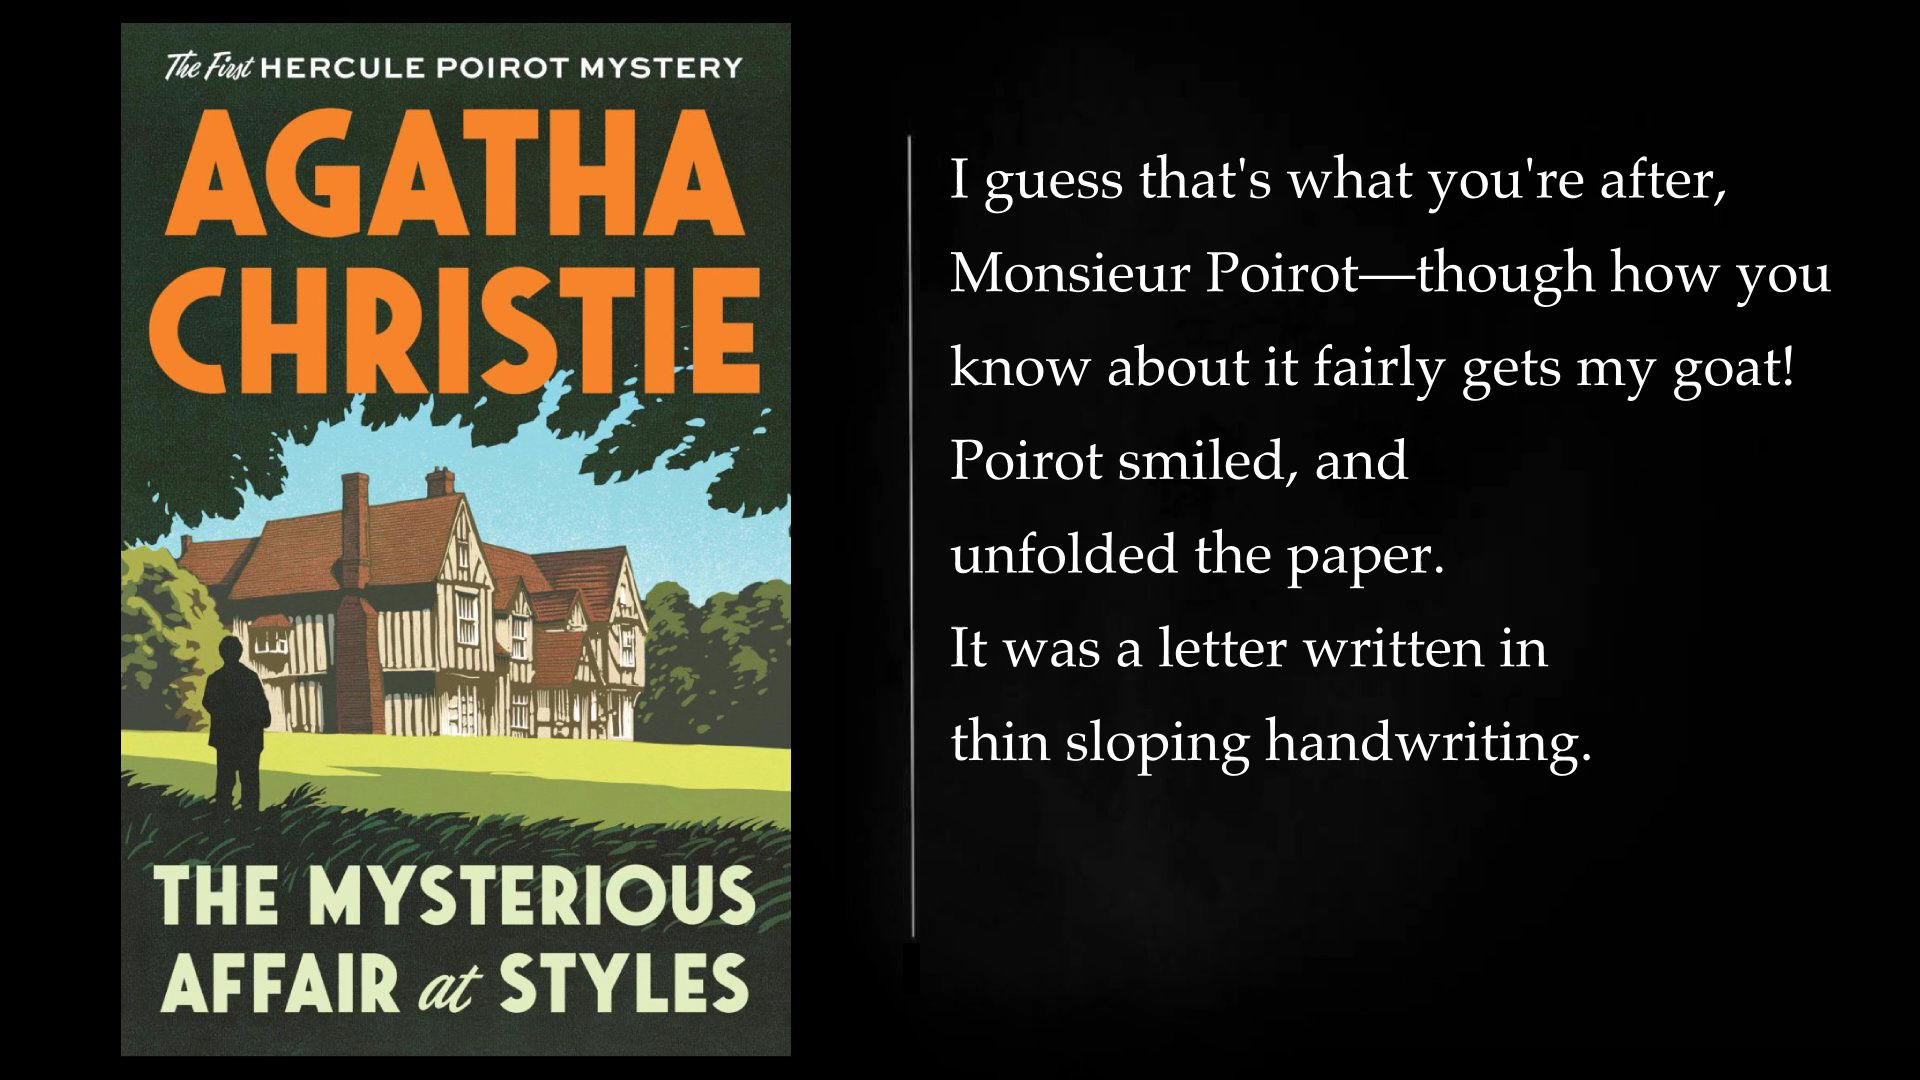 The First HERCULE POIROT MYSTERY
AGATHA
CHRISTIE
THE MYSTERIOUS
AFFAIR at STYLES
I guess that's what you're after,
Monsieur Poirot—though how you
know about it fairly gets my goat!
Poirot smiled, and
unfolded the paper.
It was a letter written in
thin sloping handwriting.